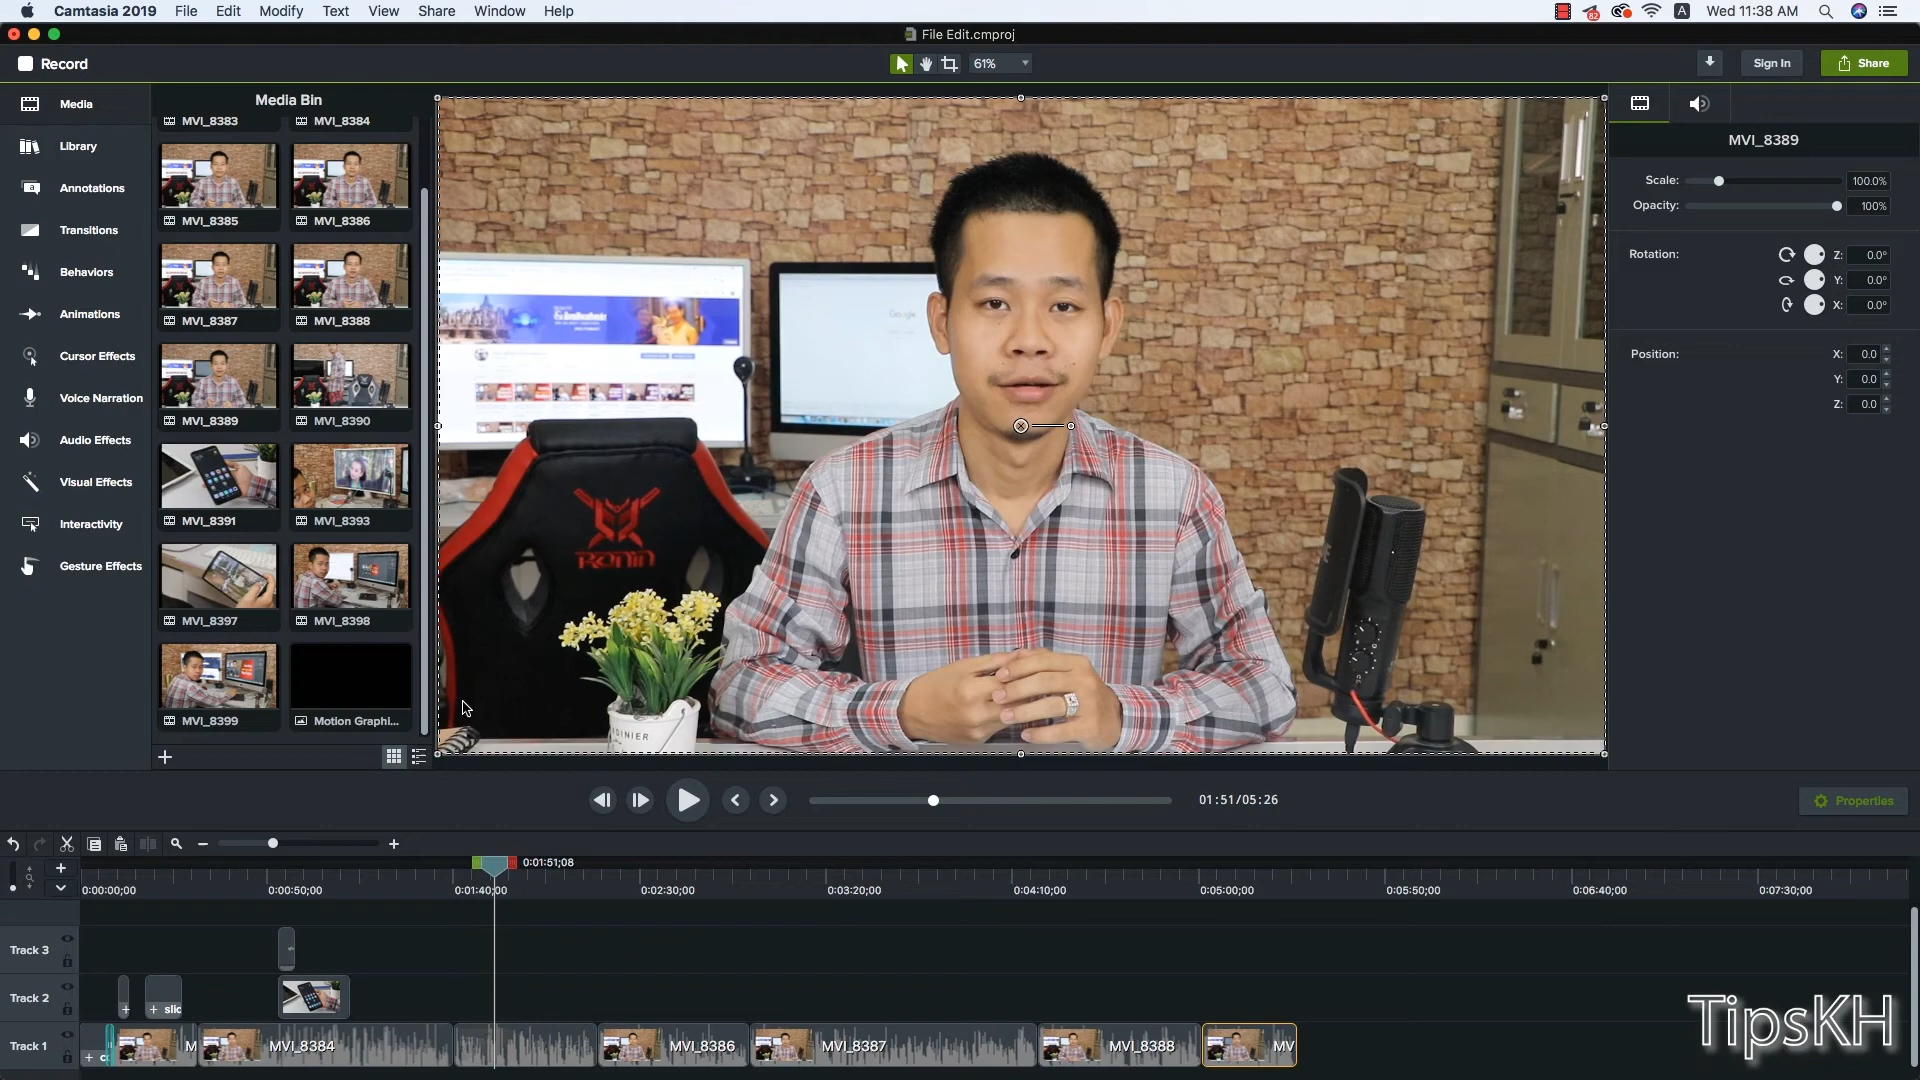 Camtasia 2019 File Edit Modify Text View Share Window Help
82 A Wed 11:38 AM
File Edit.cmproj
Record
61%
Sign In
Share
Media
Library
Annotations
Transitions
Behaviors
Animations
Cursor Effects
Voice Narration
Audio Effects
Visual Effects
Interactivity
Gesture Effects
Media Bin
MVI_8383 MVI_8384
MVI_8385 MVI_8386
MVI_8387 MVI_8388
MVI_8389 MVI_8390
MVI_8391 MVI_8393
MVI_8397 MVI_8398
MVI_8399 Motion Graphi...
Google
RONIN
MVI_8389
Scale: 100.0%
Opacity: 100%
Rotation: Z: 0.0°
Y: 0.0°
X: 0.0°
Position: X: 0.0
Y: 0.0
Z: 0.0
01:51/05:26
Properties
0:01:51;08
0:00:00;00 0:00:50;00 0:01:40;00 0:02:30;00 0:03:20;00 0:04:10;00 0:05:00;00 0:05:50;00 0:06:40;00 0:07:30;00
Track 3
Track 2
+ + slic
Track 1
+ M MVI_8384 MVI_8386 MVI_8387 MVI_8388 MV
TipsKH